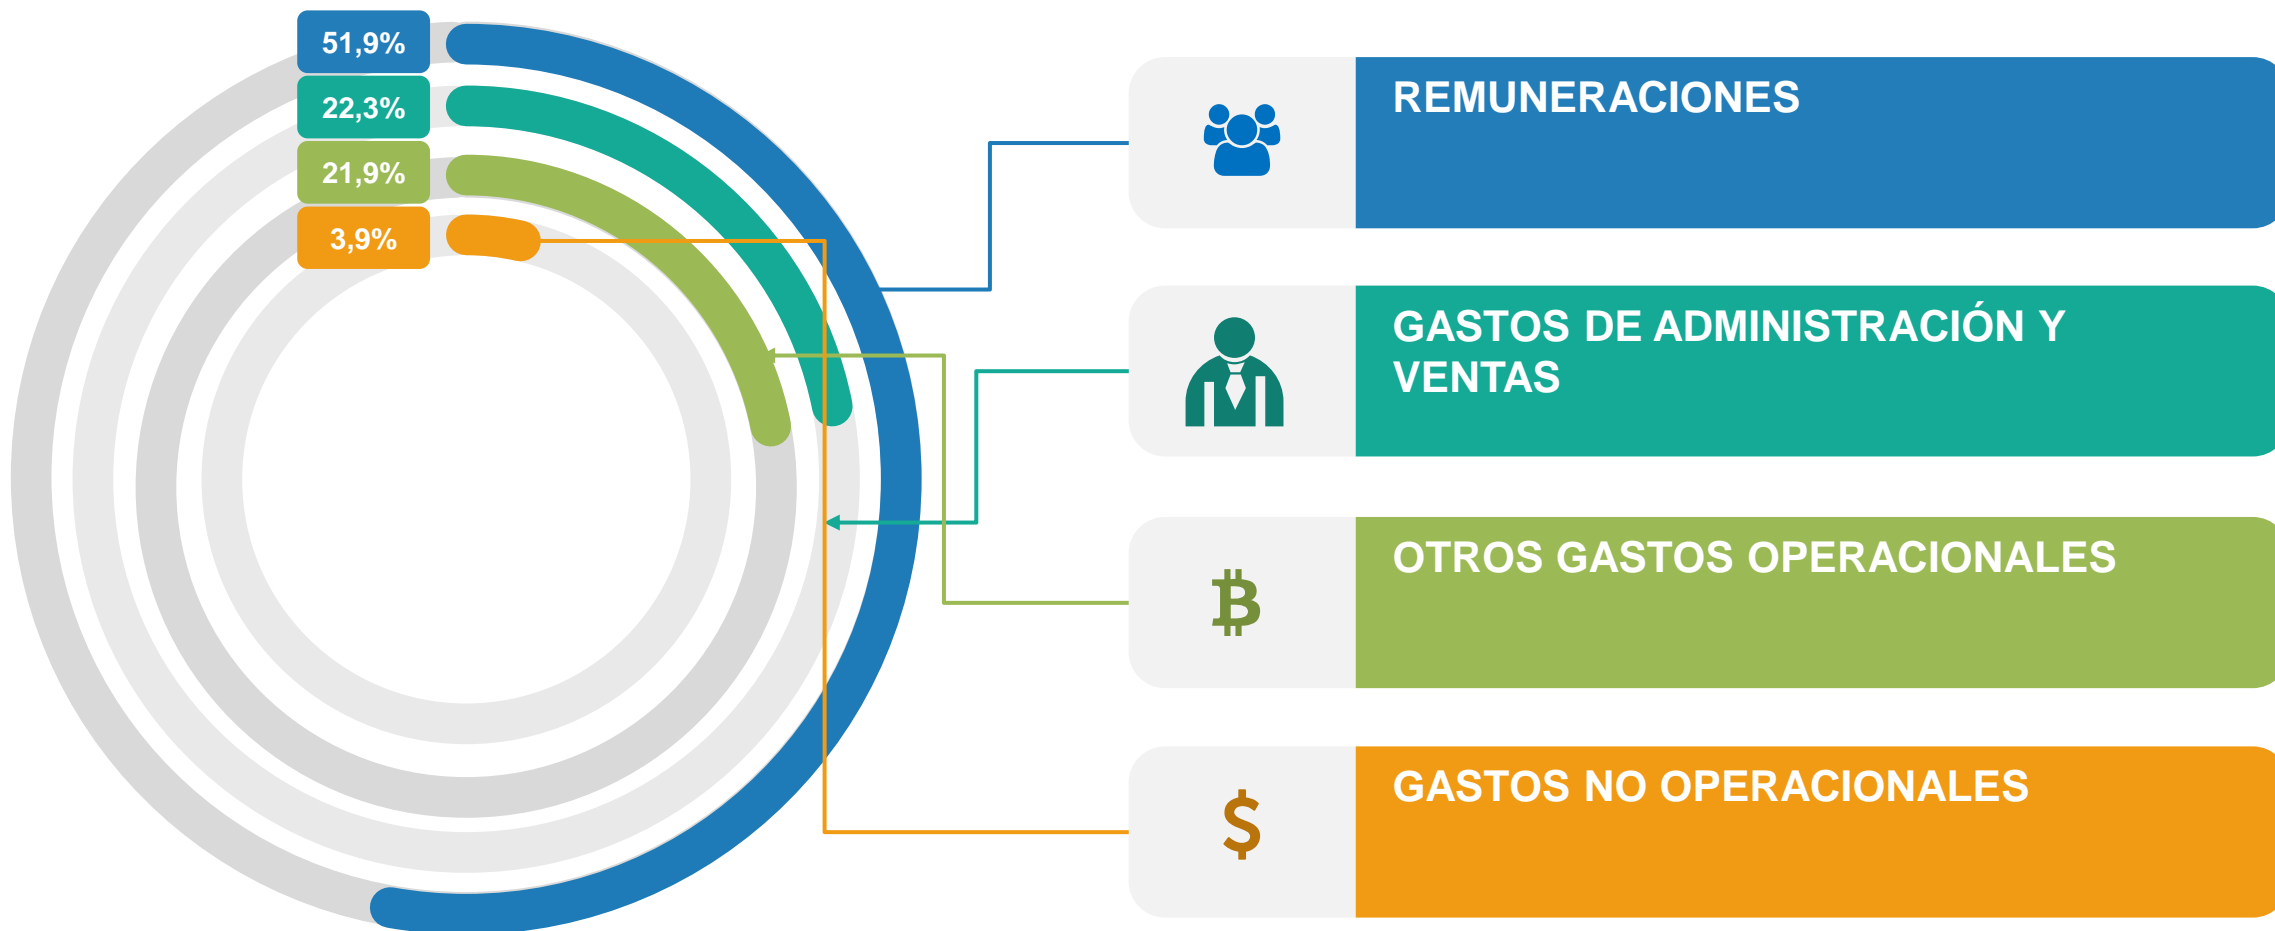 51,9%
22,3%
21,9%
3,9%
REMUNERACIONES
GASTOS DE ADMINISTRACIÓN Y
VENTAS
OTROS GASTOS OPERACIONALES
GASTOS NO OPERACIONALES